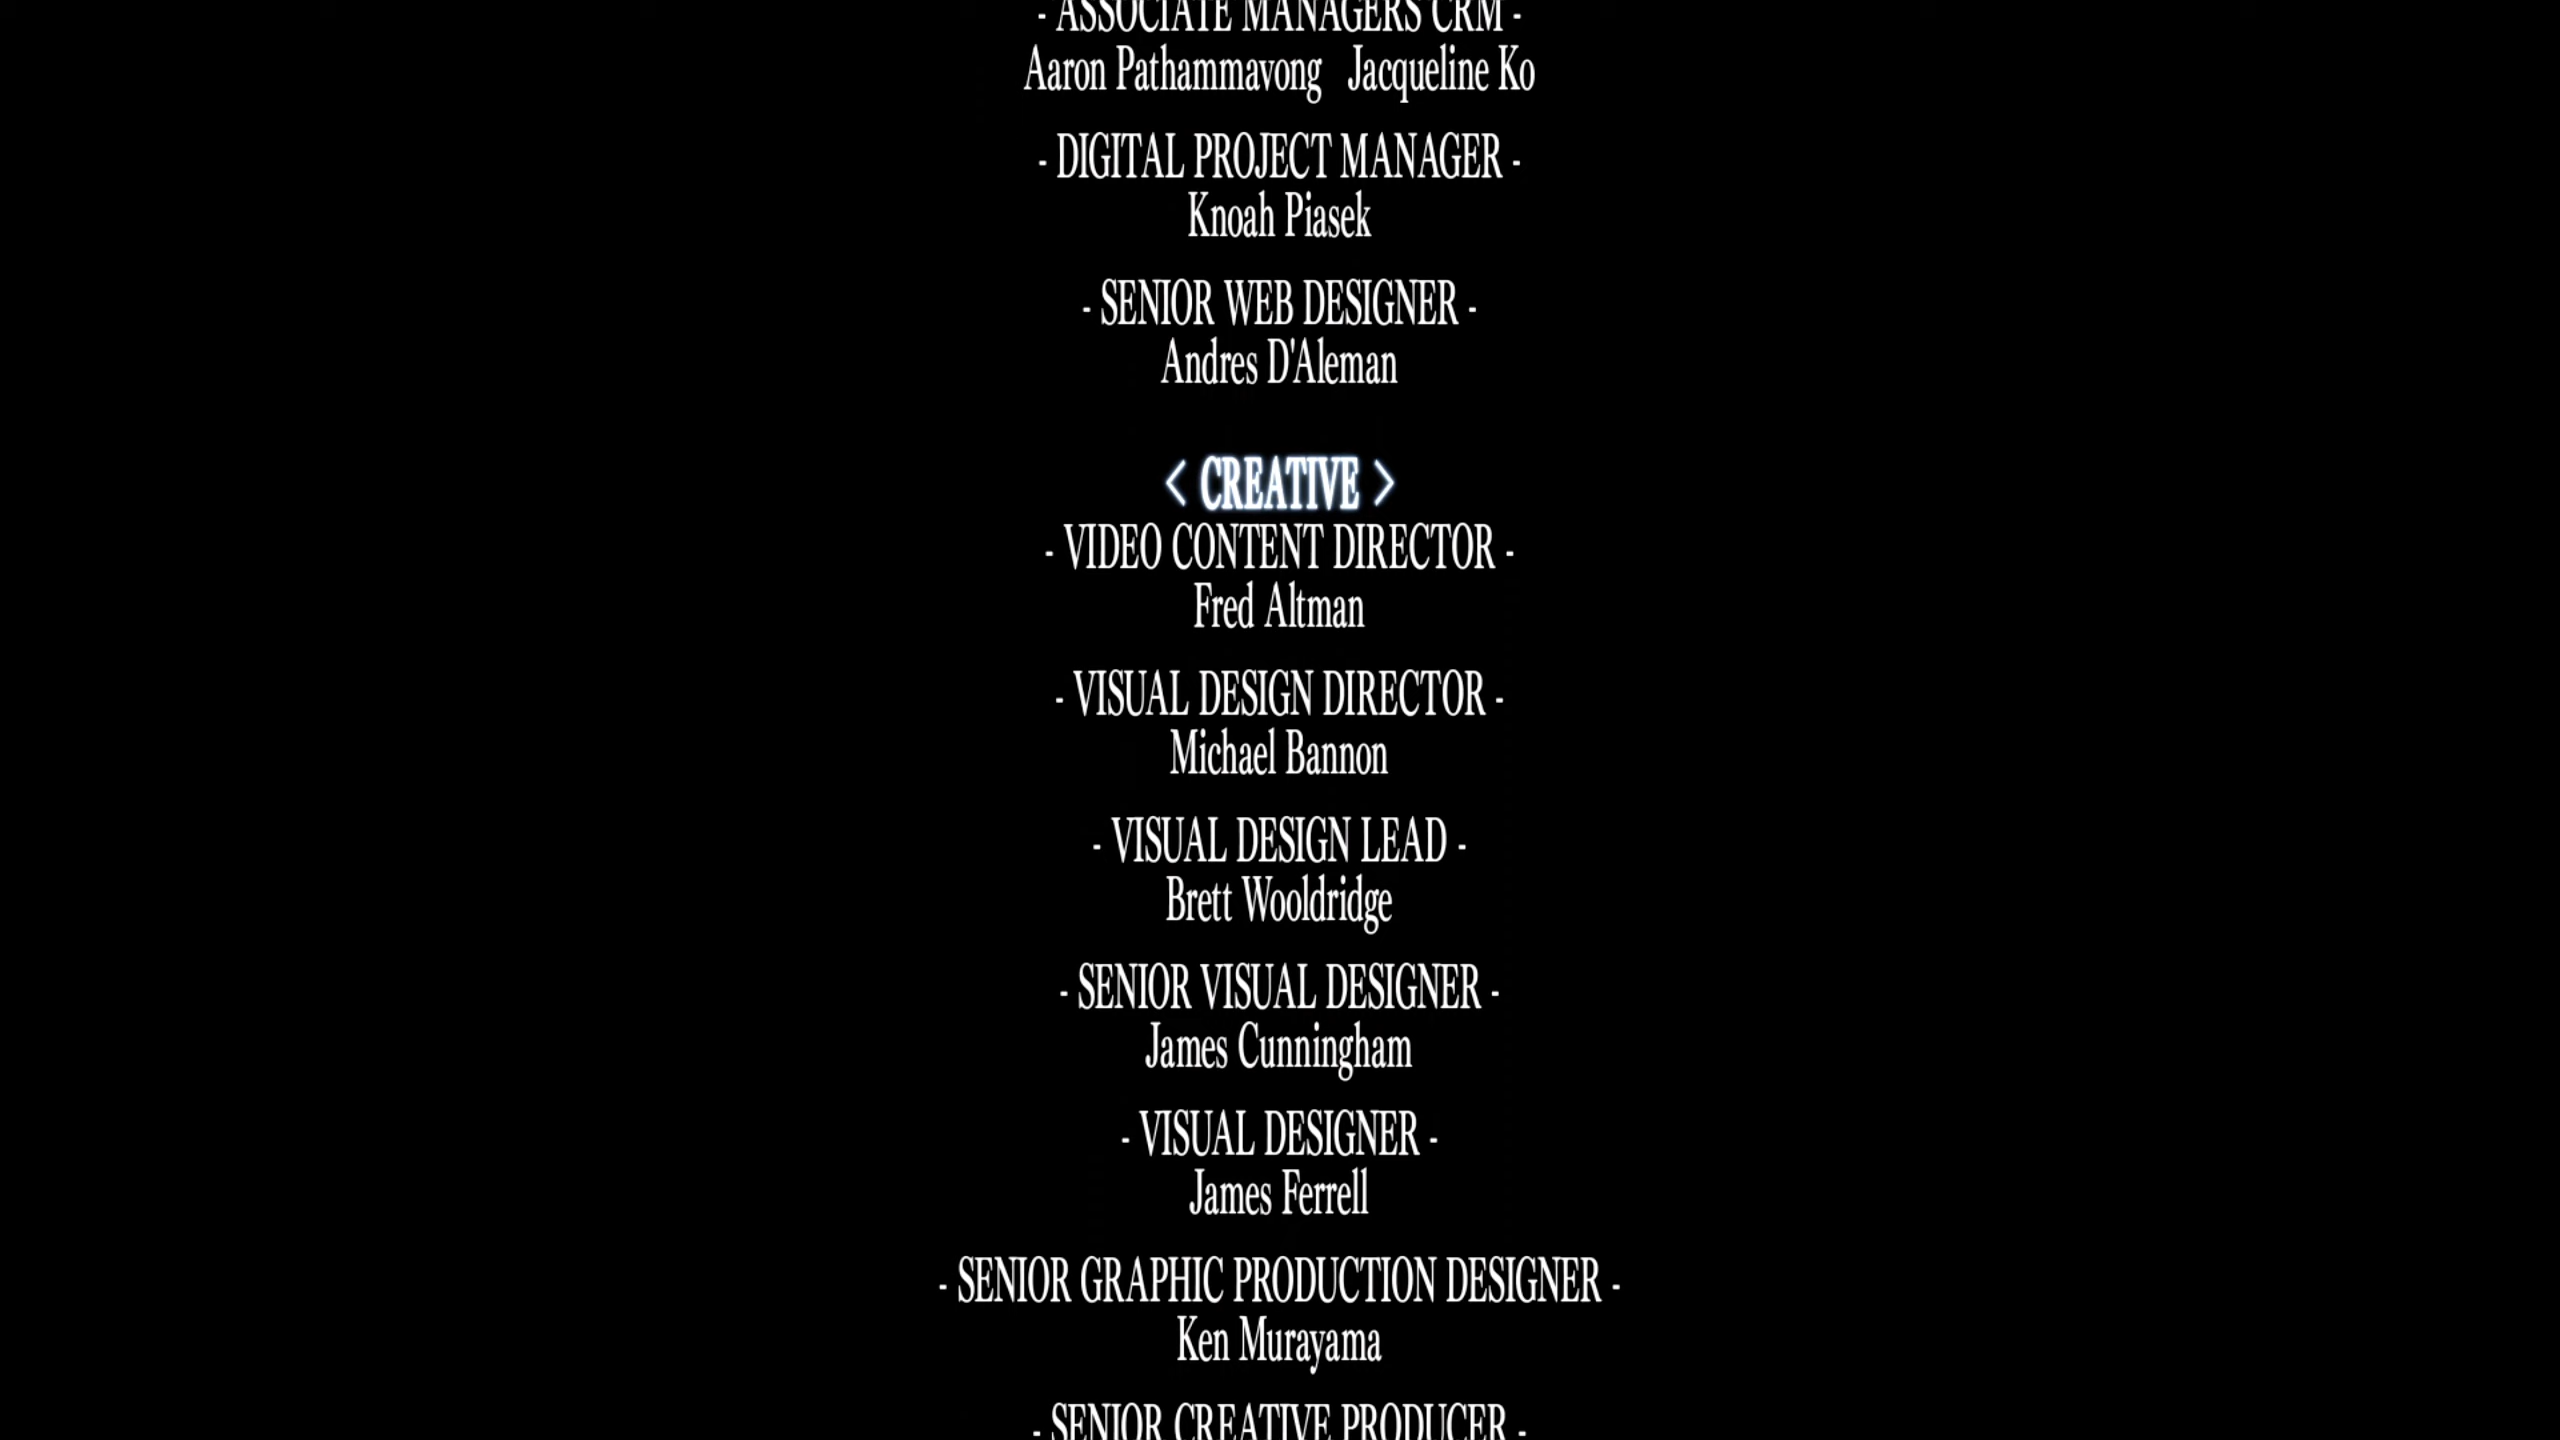 - ASSOCIATE MANAGERS CRM -
Aaron Pathammavong Jacqueline Ko
- DIGITAL PROJECT MANAGER -
Knoah Piasek
- SENIOR WEB DESIGNER -
Andres D'Aleman
< CREATIVE >
- VIDEO CONTENT DIRECTOR -
Fred Altman
- VISUAL DESIGN DIRECTOR -
Michael Bannon
- VISUAL DESIGN LEAD -
Brett Wooldridge
- SENIOR VISUAL DESIGNER -
James Cunningham
- VISUAL DESIGNER -
James Ferrell
- SENIOR GRAPHIC PRODUCTION DESIGNER -
Ken Murayama
- SENIOR CREATIVE PRODUCER -